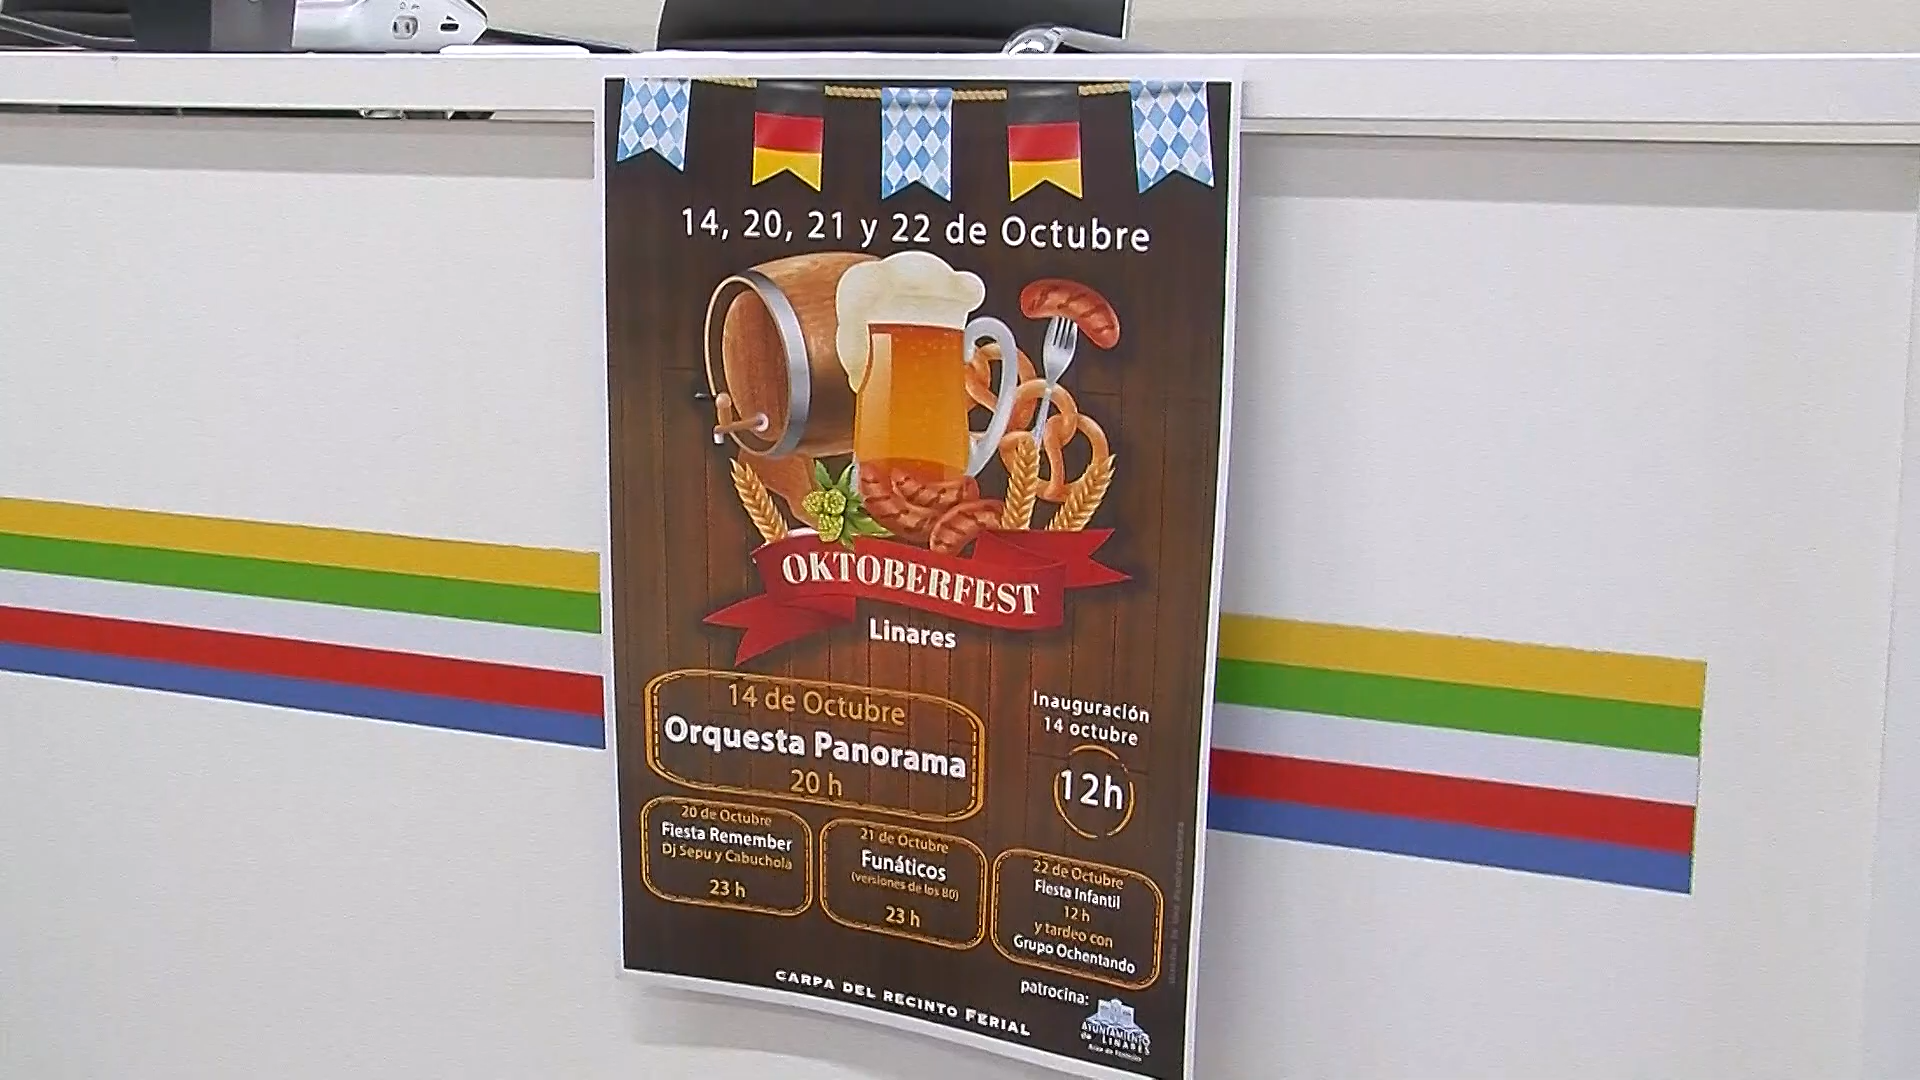 14, 20, 21 y 22 de Octubre
OKTOBERFEST
Linares
14 de Octubre
Orquesta Panorama
20 h
Inauguración
14 octubre
12h
20 de Octubre
Fiesta Remember
Dj Sepu y Cabuchola
23 h
21 de Octubre
Funáticos
(versiones de los 80)
23 h
22 de Octubre
Fiesta Infantil
12 h
y tardeo con
Grupo Ochentando
CARPA DEL RECINTO FERIAL
patrocina:
AYUNTAMIENTO
de LINARES